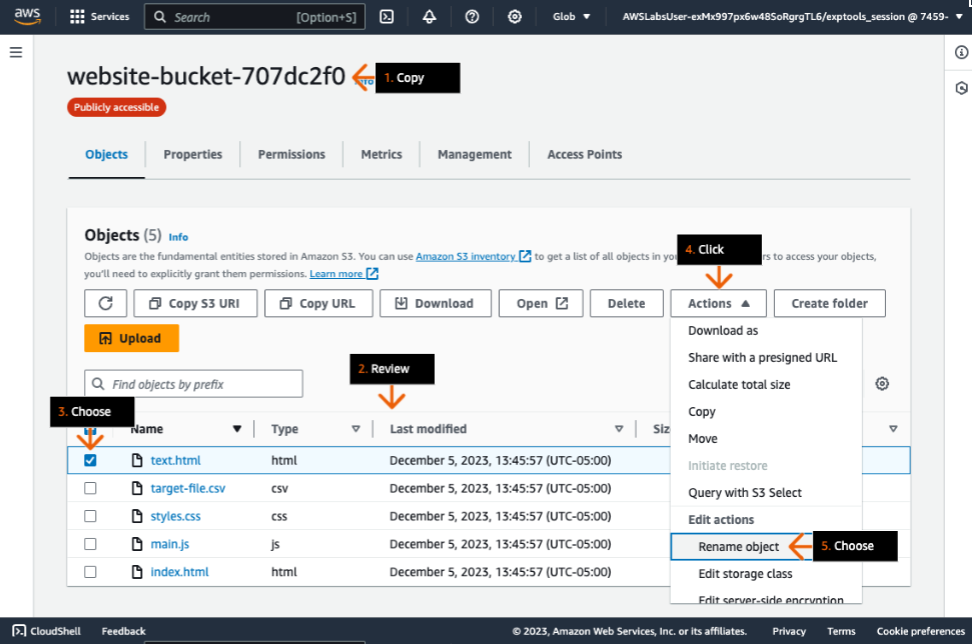 aws Services Search [Option+S] Glob AWSLabsUser-exMx997px6w48SoRgrgTL6/exptools_session @ 7459-
website-bucket-707dc2f0 1. Copy
Publicly accessible
Objects Properties Permissions Metrics Management Access Points
Objects (5) Info
4. Click
Objects are the fundamental entities stored in Amazon S3. You can use Amazon S3 inventory to get a list of all objects in to access your objects,
you'll need to explicitly grant them permissions. Learn more
Copy S3 URI Copy URL Download Open Delete Actions Create folder
Upload
Find objects by prefix
2. Review
3. Choose
Name Type Last modified
text.html html December 5, 2023, 13:45:57 (UTC-05:00)
target-file.csv csv December 5, 2023, 13:45:57 (UTC-05:00)
styles.css css December 5, 2023, 13:45:57 (UTC-05:00)
main.js js December 5, 2023, 13:45:57 (UTC-05:00)
index.html html December 5, 2023, 13:45:57 (UTC-05:00)
Download as
Share with a presigned URL
Calculate total size
Copy
Move
Initiate restore
Query with S3 Select
Edit actions
Rename object 5. Choose
Edit storage class
Edit server-side encryption
CloudShell Feedback © 2023, Amazon Web Services, Inc. or its affiliates. Privacy Terms Cookie preferences